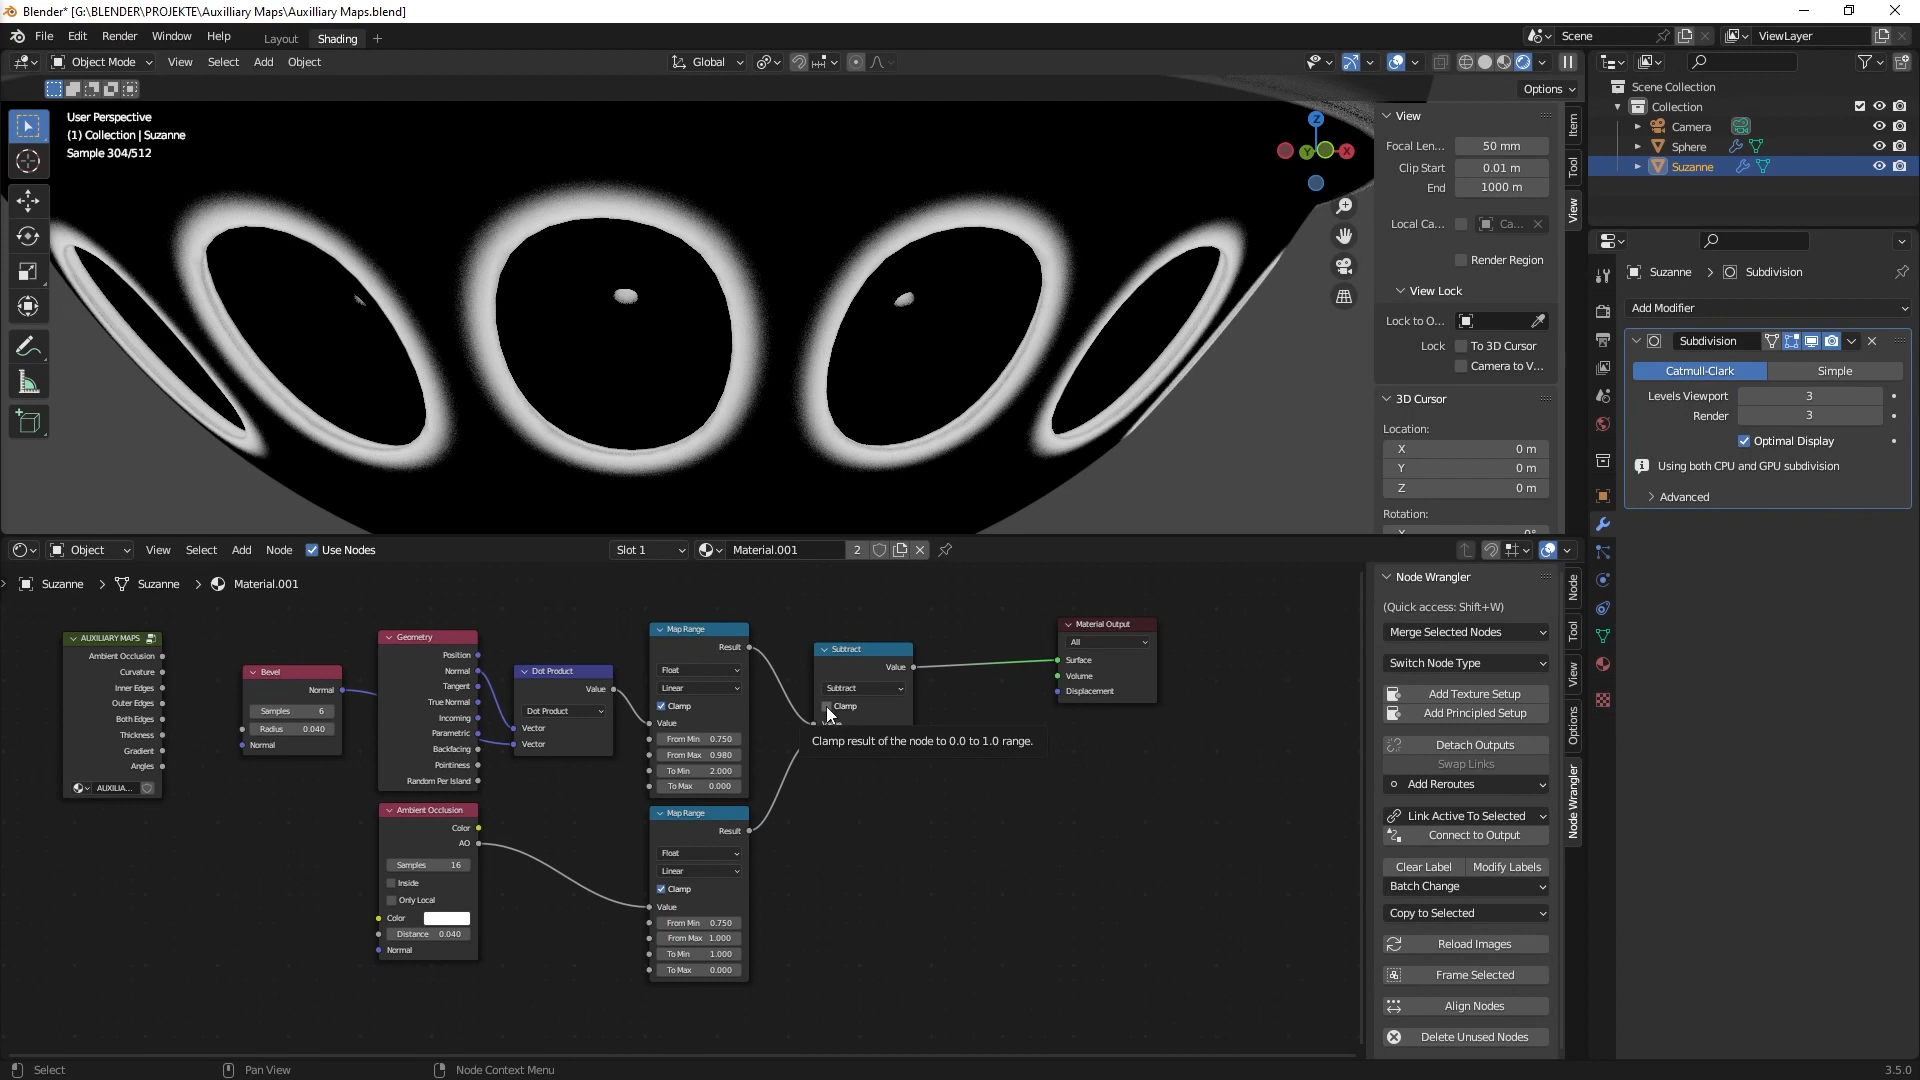 Blender* [G:\BLENDER\PROJEKTE\Auxilliary Maps\Auxilliary Maps.blend]
File Edit Render Window Help Layout Shading + Scene ViewLayer
Object Mode View Select Add Object Global
Options
User Perspective
(1) Collection | Suzanne
Sample 304/512
Z
Y
X
View
Focal Len... 50 mm
Clip Start 0.01 m
End 1000 m
Local Ca... Ca...
Render Region
View Lock
Lock to O...
Lock To 3D Cursor
Camera to V...
3D Cursor
Location:
X 0 m
Y 0 m
Z 0 m
Rotation:
Item
Tool
View
Scene Collection
Collection
Camera
Sphere
Suzanne
Suzanne > Subdivision
Add Modifier
Subdivision
Catmull-Clark Simple
Levels Viewport 3
Render 3
Optimal Display
Using both CPU and GPU subdivision
Advanced
Object View Select Add Node Use Nodes Slot 1 Material.001 2
Suzanne > Suzanne > Material.001
AUXILIARY MAPS
Ambient Occlusion
Curvature
Inner Edges
Outer Edges
Both Edges
Thickness
Gradient
Angles
AUXILIA...
Bevel
Normal
Samples 6
Radius 0.040
Normal
Geometry
Position
Normal
Tangent
True Normal
Incoming
Parametric
Backfacing
Pointiness
Random Per Island
Ambient Occlusion
Color
AO
Samples 16
Inside
Only Local
Color
Distance 0.040
Normal
Dot Product
Value
Dot Product
Vector
Vector
Map Range
Result
Float
Linear
Clamp
Value
From Min 0.750
From Max 0.980
To Min 2.000
To Max 0.000
Map Range
Result
Float
Linear
Clamp
Value
From Min 0.750
From Max 1.000
To Min 1.000
To Max 0.000
Subtract
Value
Subtract
Clamp
Clamp result of the node to 0.0 to 1.0 range.
Material Output
All
Surface
Volume
Displacement
Node Wrangler
(Quick access: Shift+W)
Merge Selected Nodes
Switch Node Type
Add Texture Setup
Add Principled Setup
Detach Outputs
Swap Links
Add Reroutes
Link Active To Selected
Connect to Output
Clear Label Modify Labels
Batch Change
Copy to Selected
Reload Images
Frame Selected
Align Nodes
Delete Unused Nodes
Node
Tool
View
Options
Node Wrangler
Select Pan View Node Context Menu 3.5.0